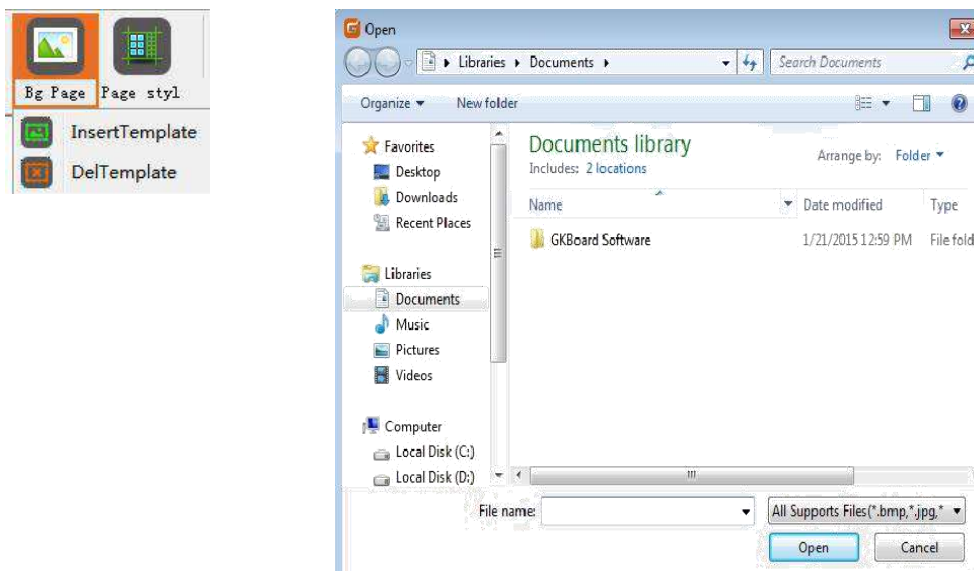 Bg Page Page styl
InsertTemplate
DelTemplate
Open
Libraries Documents
Search Documents
Organize New folder
Favorites
Desktop
Downloads
Recent Places
Libraries
Documents
Music
Pictures
Videos
Computer
Local Disk (C:)
Local Disk (D:)
Documents library
Includes: 2 locations
Arrange by: Folder
Name Date modified Type
GKBoard Software 1/21/2015 12:59 PM File fold
File name:
All Supports Files(*.bmp,*.jpg,*
Open Cancel